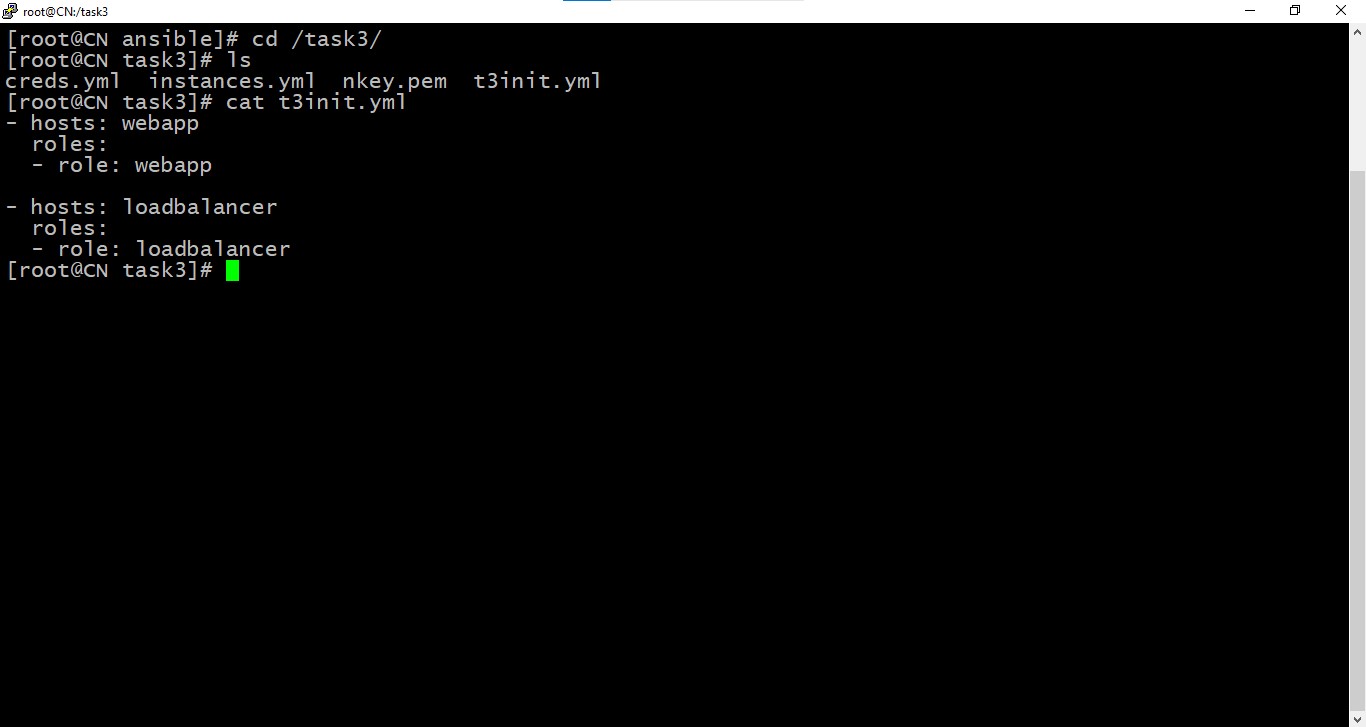 root@CN:/task3
[root@CN ansible]# cd /task3/
[root@CN task3]# ls
creds.yml  instances.yml  nkey.pem  t3init.yml
[root@CN task3]# cat t3init.yml
- hosts: webapp
  roles:
  - role: webapp

- hosts: loadbalancer
  roles:
  - role: loadbalancer
[root@CN task3]#